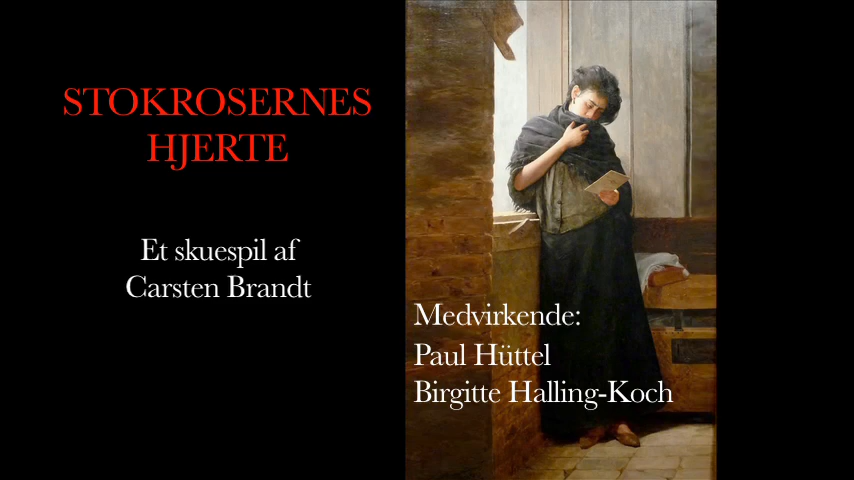 STOKROSERNES
HJERTE
Et skuespil af
Carsten Brandt
Medvirkende:
Paul Hüttel
Birgitte Halling-Koch